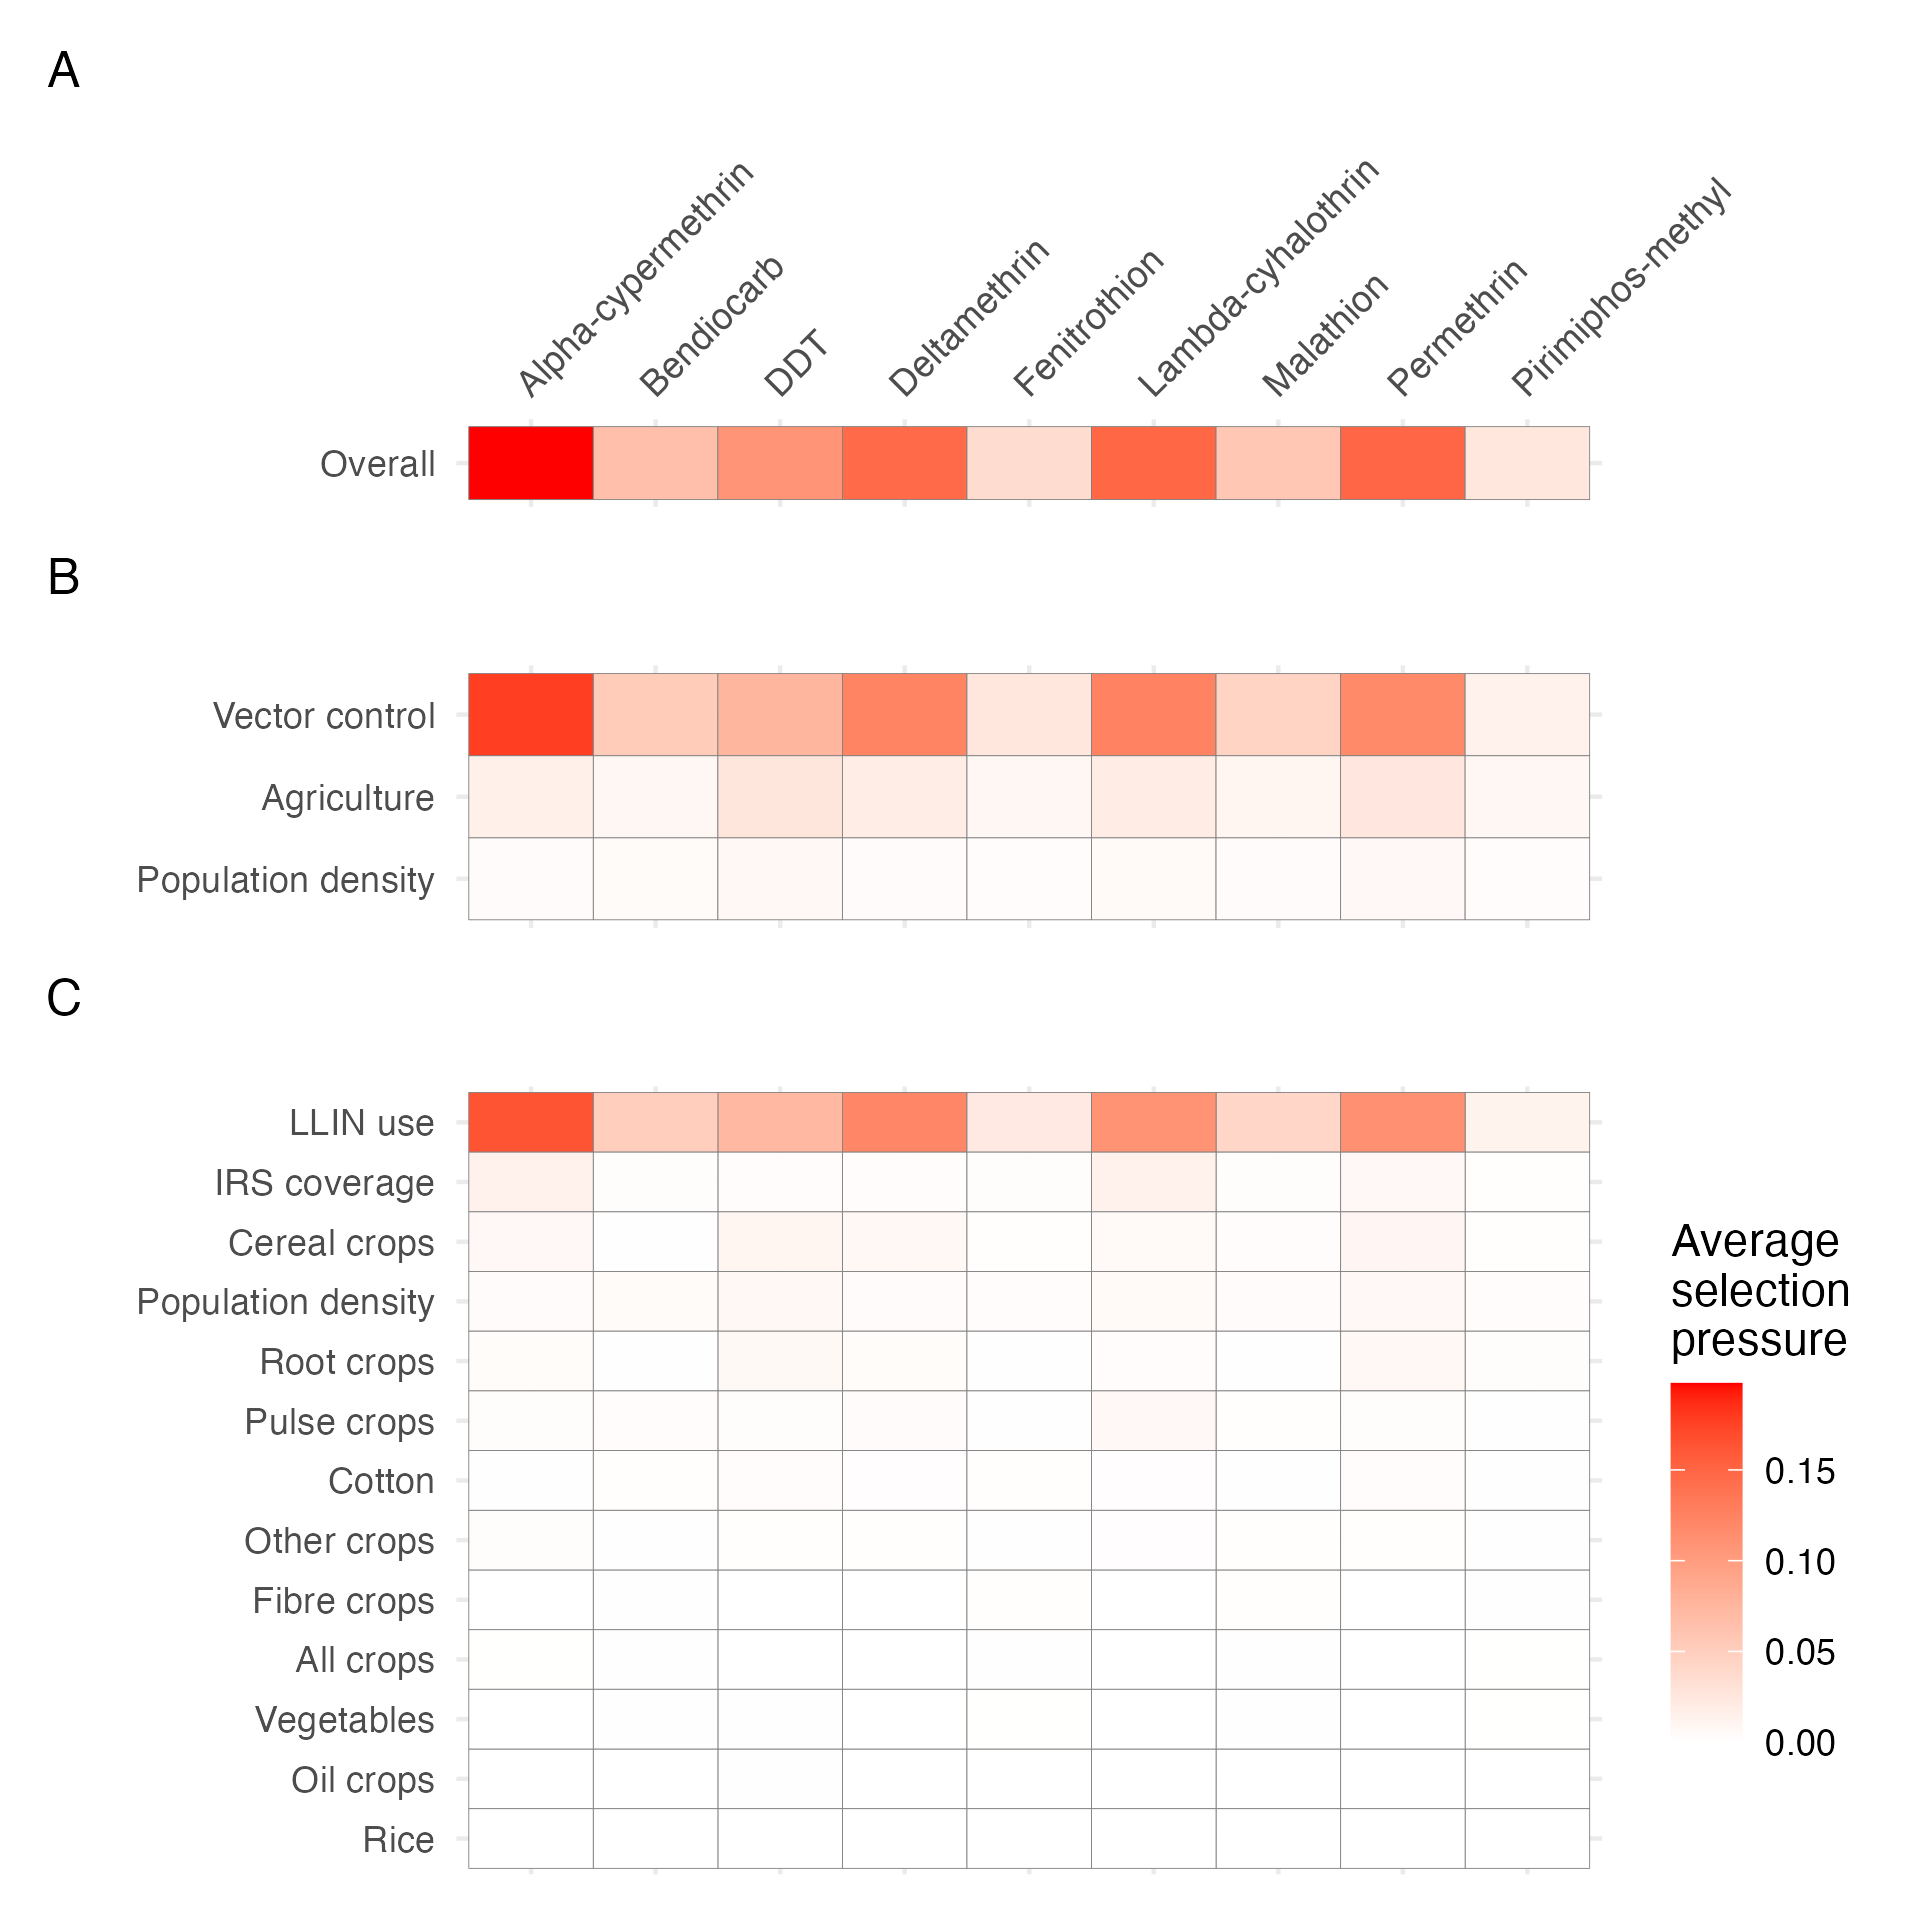 A
Alpha-cypermethrin
Bendiocarb
DDT
Deltamethrin
Fenitrothion
Lambda-cyhalothrin
Malathion
Permethrin
Pirimiphos-methyl
Overall
B
Vector control
Agriculture
Population density
C
LLIN use
IRS coverage
Cereal crops
Population density
Root crops
Pulse crops
Cotton
Other crops
Fibre crops
All crops
Vegetables
Oil crops
Rice
Average
selection
pressure
0.15
0.10
0.05
0.00